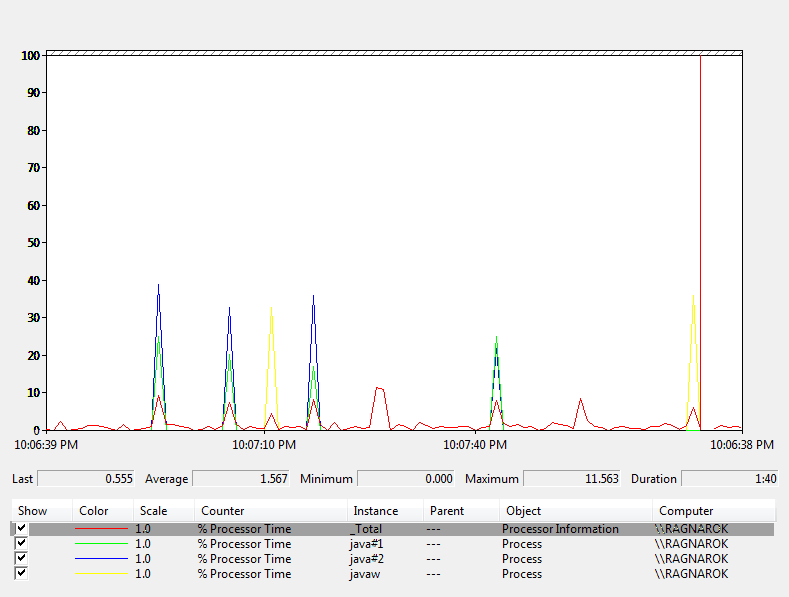 100
90
80
70
60
50
40
30
20
10
0
10:06:39 PM 10:07:10 PM 10:07:40 PM 10:06:38 PM
Last 0.555 Average 1.567 Minimum 0.000 Maximum 11.563 Duration 1:40
Show Color Scale Counter Instance Parent Object Computer
1.0 % Processor Time _Total --- Processor Information \\RAGNAROK
1.0 % Processor Time java#1 --- Process \\RAGNAROK
1.0 % Processor Time java#2 --- Process \\RAGNAROK
1.0 % Processor Time javaw --- Process \\RAGNAROK